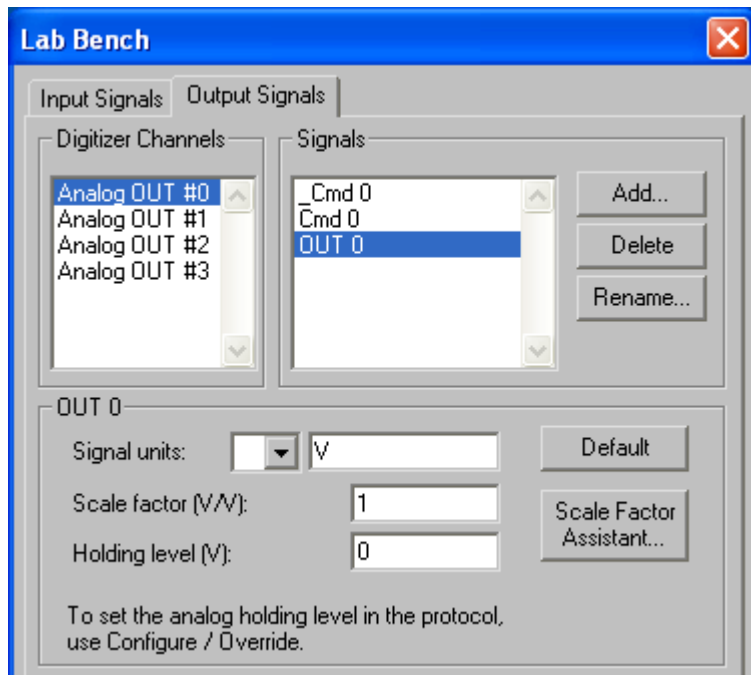 Lab Bench
Input Signals
Output Signals
Digitizer Channels
Analog OUT #0
Analog OUT #1
Analog OUT #2
Analog OUT #3
Signals
_Cmd 0
Cmd 0
OUT 0
Add...
Delete
Rename...
OUT 0
Signal units:
V
Default
Scale factor (V/V):
1
Scale Factor
Assistant...
Holding level (V):
0
To set the analog holding level in the protocol,
use Configure / Override.